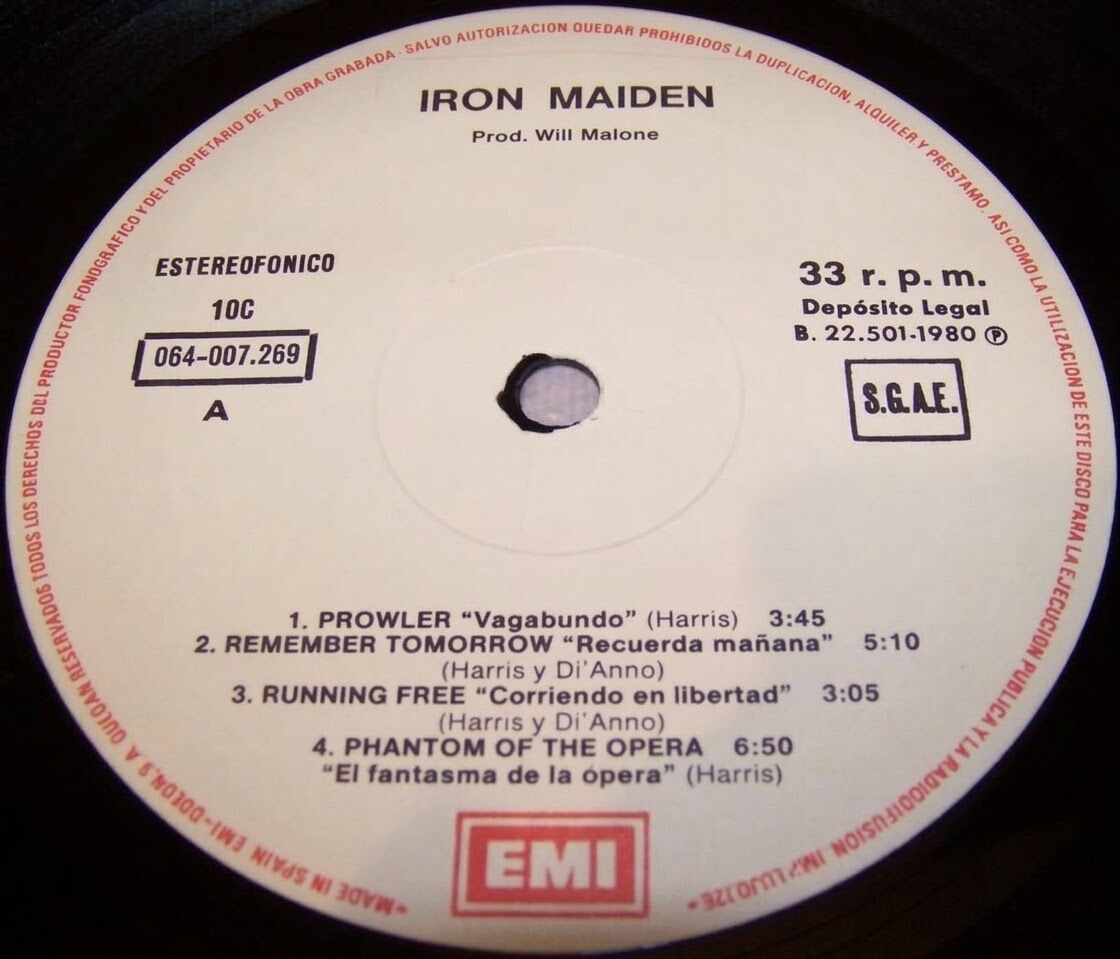 IRON MAIDEN
Prod. Will Malone
ESTEREOFONICO
10C
064-007.269
A
33 r. p. m.
Depósito Legal
B. 22.501-1980 Ⓟ
S.G.A.E.
1. PROWLER “Vagabundo” (Harris) 3:45
2. REMEMBER TOMORROW “Recuerda mañana” 5:10
(Harris y Di'Anno)
3. RUNNING FREE “Corriendo en libertad” 3:05
(Harris y Di'Anno)
4. PHANTOM OF THE OPERA 6:50
“El fantasma de la ópera” (Harris)
EMI
MADE IN SPAIN EMI-ODEON, S. A. QUEDAN RESERVADOS TODOS LOS DERECHOS DEL PRODUCTOR FONOGRAFICO Y DEL PROPIETARIO DE LA OBRA GRABADA · SALVO AUTORIZACION QUEDAR PROHIBIDOS LA DUPLICACION, ALQUILER Y PRESTAMO. ASI COMO LA UTILIZACION DE ESTE DISCO PARA LA EJECUCION PUBLICA Y LA RADIODIFUSION.